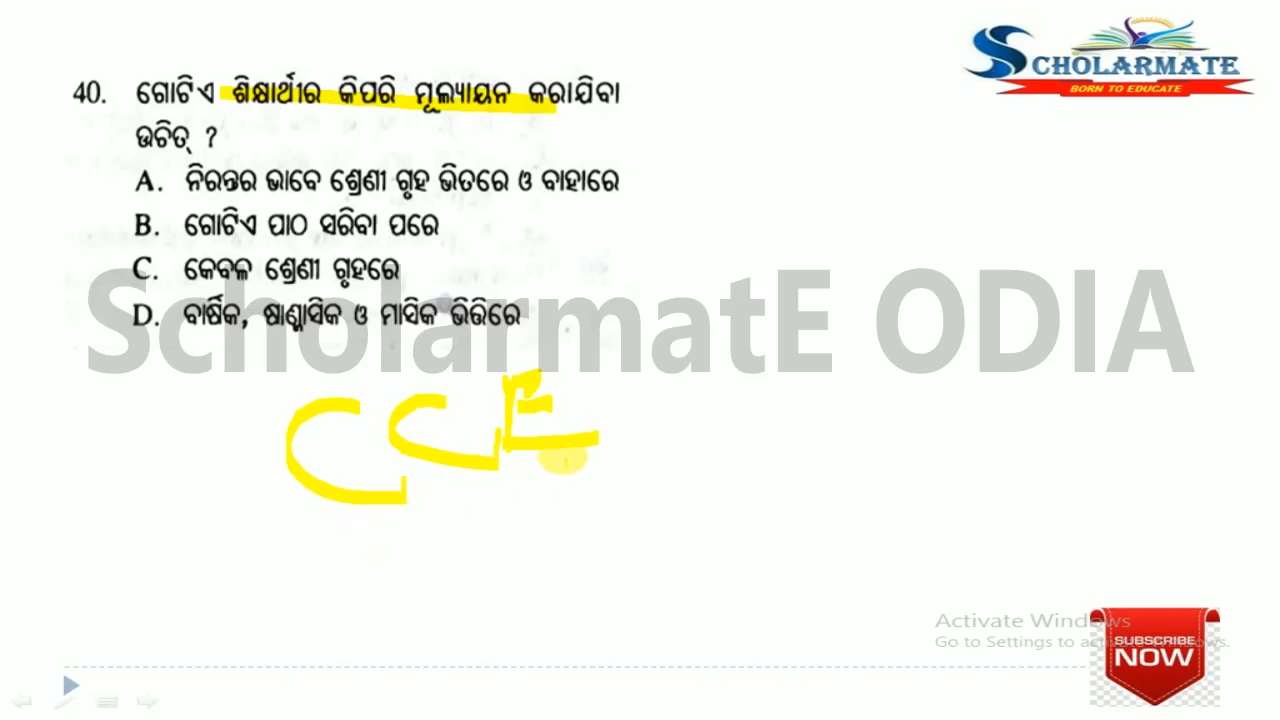 SCHOLARMATE
BORN TO EDUCATE
40. ଗୋଟିଏ ଶିକ୍ଷାର୍ଥୀର କିପରି ମୂଲ୍ୟାୟନ କରାଯିବା
ଉଚିତ୍ ?
A. ନିରନ୍ତର ଭାବେ ଶ୍ରେଣୀ ଗୃହ ଭିତରେ ଓ ବାହାରେ
B. ଗୋଟିଏ ପାଠ ସରିବା ପରେ
C. କେବଳ ଶ୍ରେଣୀ ଗୃହରେ
D. ବାର୍ଷିକ, ଷାଣ୍ମାସିକ ଓ ମାସିକ ଭିତ୍ତିରେ
ScholarmatE ODIA
CCE
Activate Windows
Go to Settings to activate Windows.
SUBSCRIBE
NOW